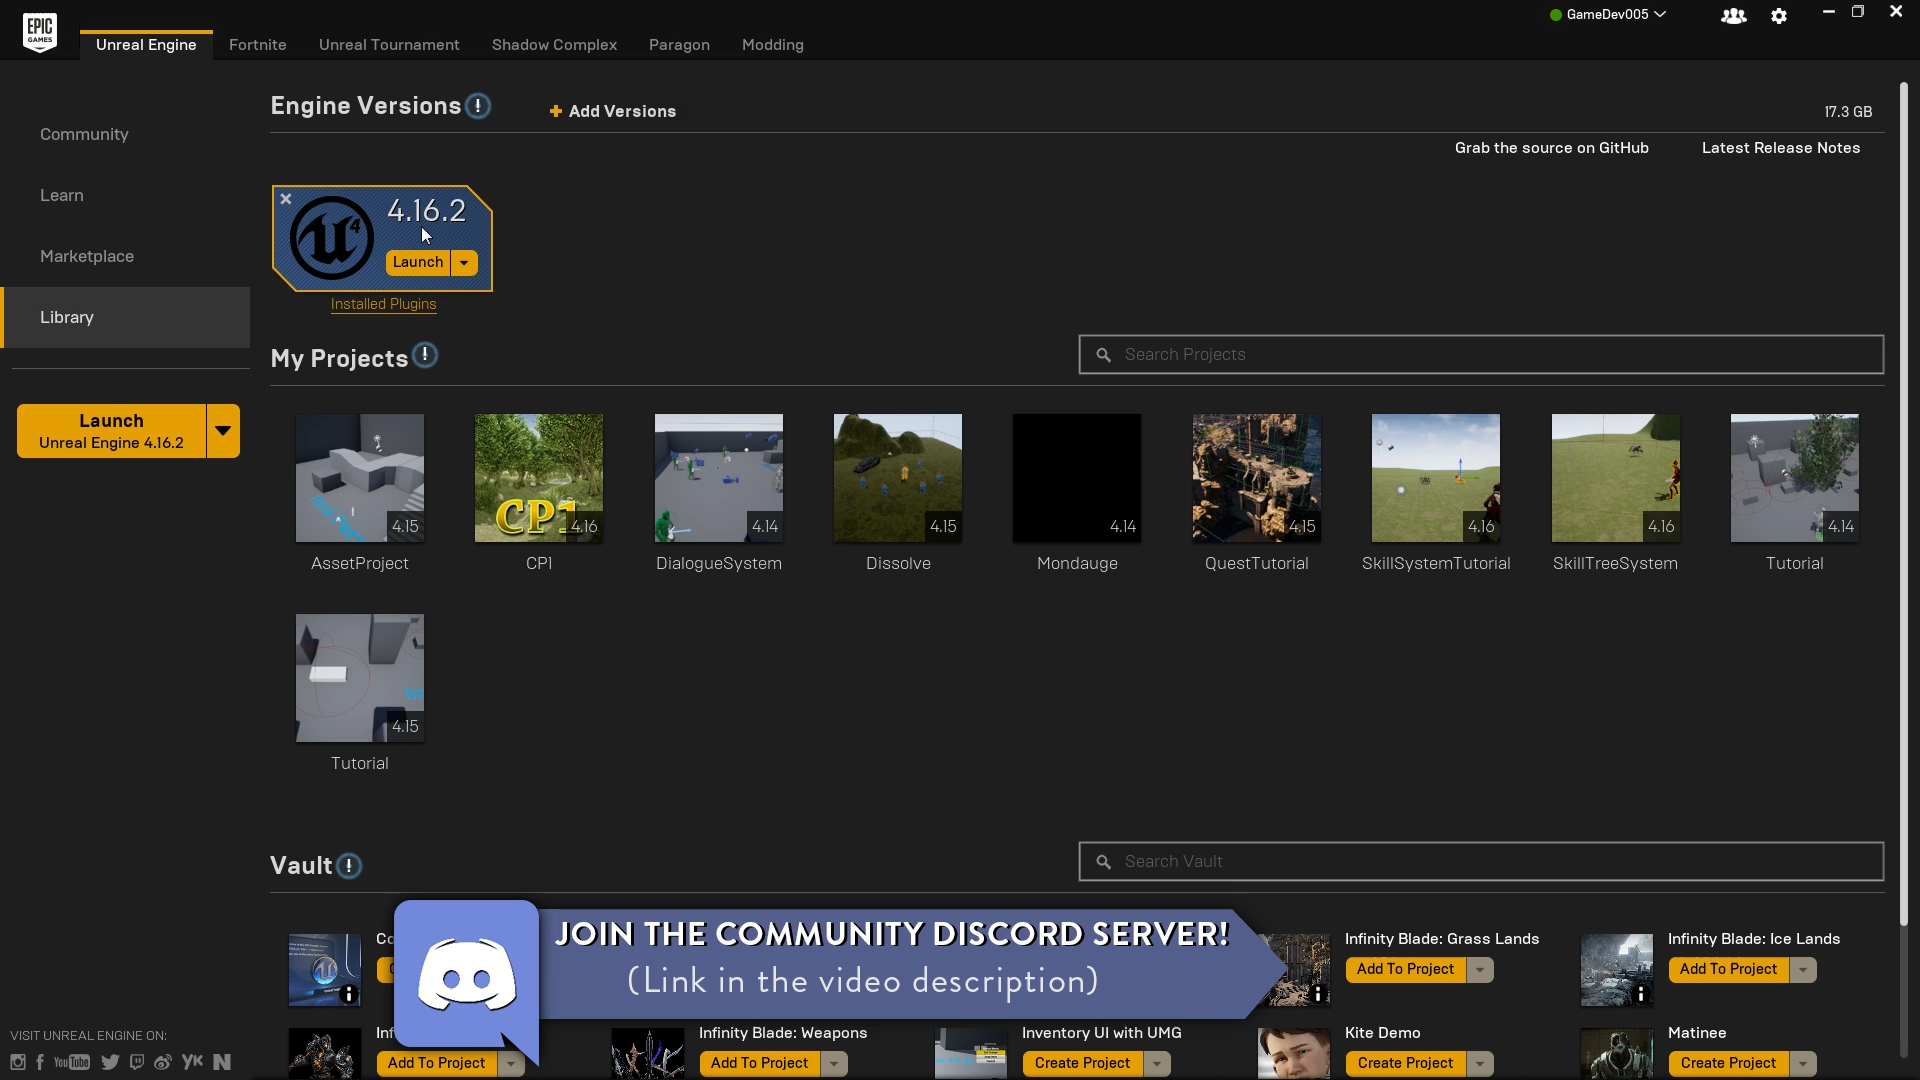 EPIC
GAMES
Unreal Engine
Fortnite
Unreal Tournament
Shadow Complex
Paragon
Modding
GameDev005
Community
Learn
Marketplace
Library
Launch
Unreal Engine 4.16.2
Engine Versions
+ Add Versions
17.3 GB
Grab the source on GitHub
Latest Release Notes
4.16.2
Launch
Installed Plugins
My Projects
Search Projects
4.15
CP1
4.16
4.14
4.15
4.14
4.15
4.16
4.16
4.14
AssetProject
CP1
DialogueSystem
Dissolve
Mondauge
QuestTutorial
SkillSystemTutorial
SkillTreeSystem
Tutorial
4.15
Tutorial
Vault
Search Vault
JOIN THE COMMUNITY DISCORD SERVER!
(Link in the video description)
Infinity Blade: Grass Lands
Add To Project
Infinity Blade: Ice Lands
Add To Project
Add To Project
Infinity Blade: Weapons
Add To Project
Inventory UI with UMG
Create Project
Kite Demo
Create Project
Matinee
Create Project
VISIT UNREAL ENGINE ON:
YouTube